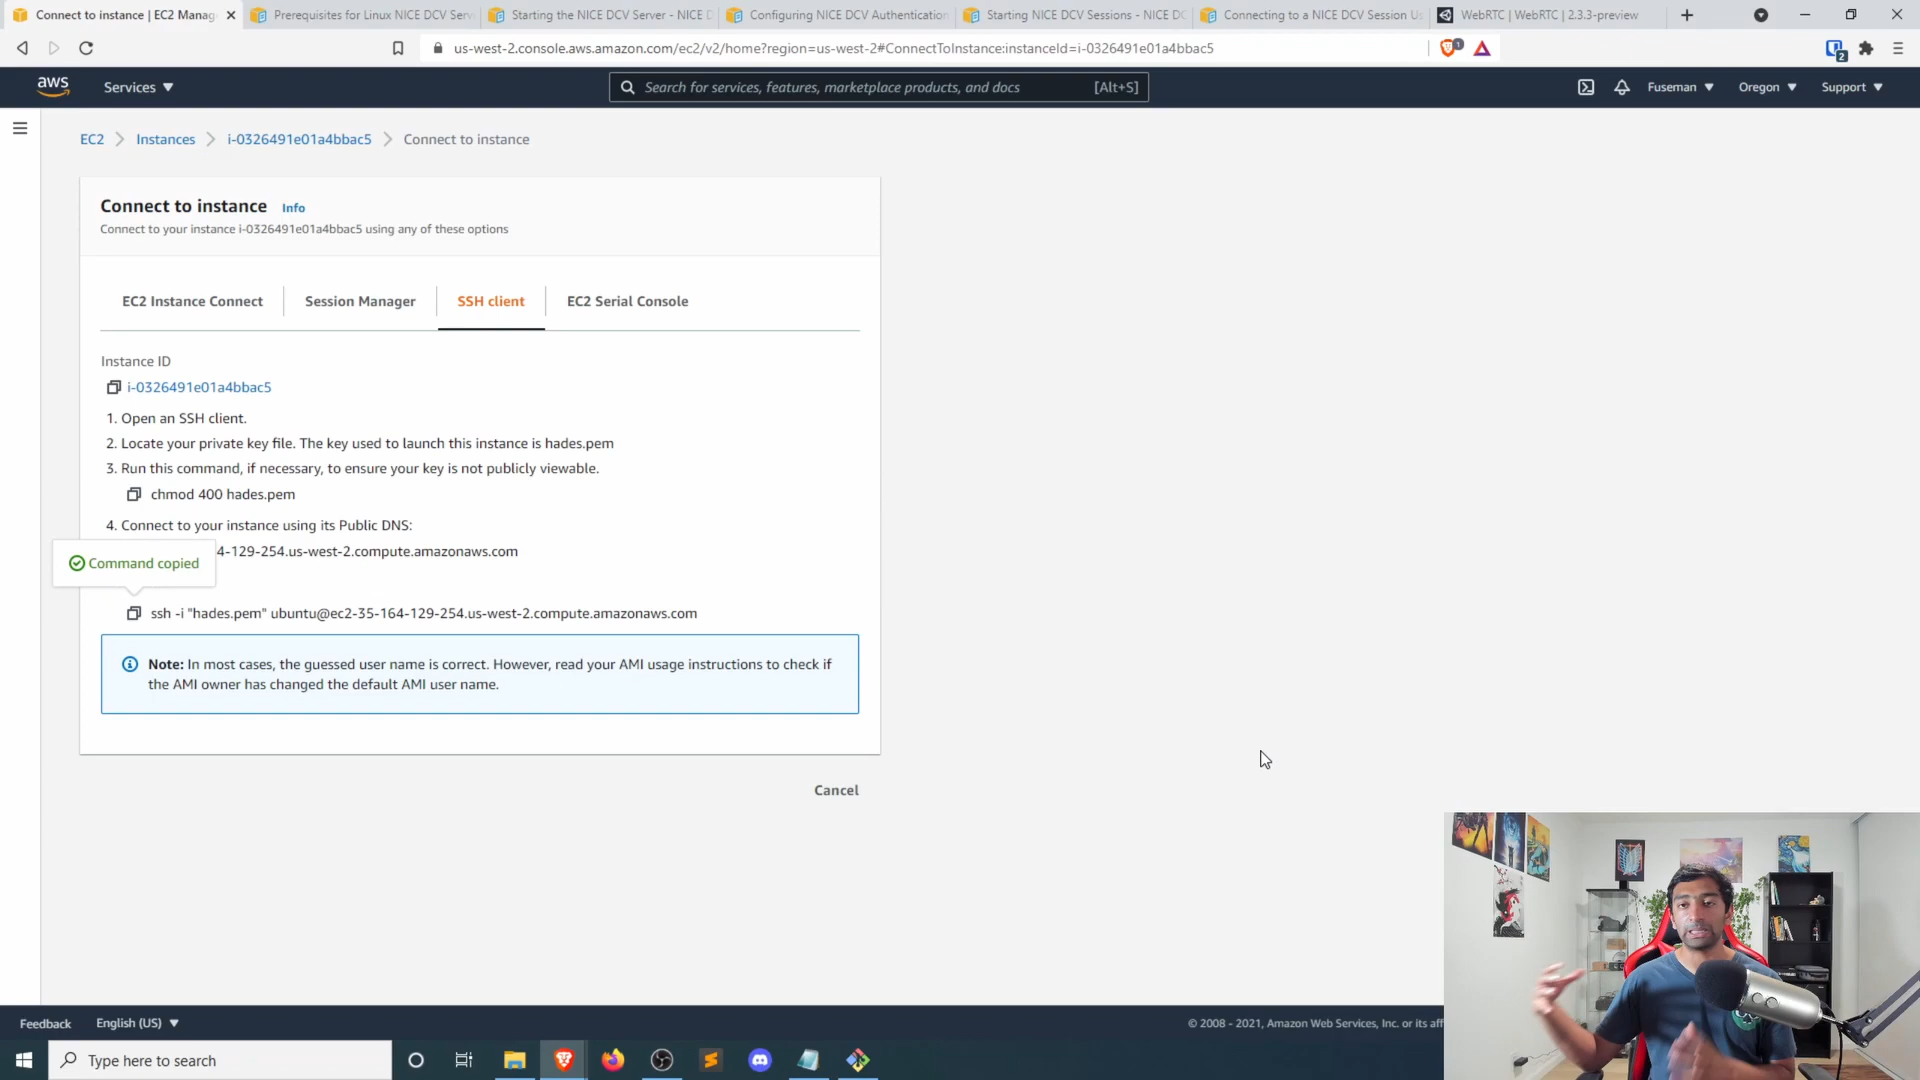 Connect to instance | EC2 Manag
Prerequisites for Linux NICE DCV Serv
Starting the NICE DCV Server - NICE D
Configuring NICE DCV Authentication
Starting NICE DCV Sessions - NICE DC
Connecting to a NICE DCV Session Us
WebRTC | WebRTC | 2.3.3-preview
us-west-2.console.aws.amazon.com/ec2/v2/home?region=us-west-2#ConnectToInstance:instanceId=i-0326491e01a4bbac5
1
2
aws
Services
Search for services, features, marketplace products, and docs
[Alt+S]
Fuseman
Oregon
Support
EC2
Instances
i-0326491e01a4bbac5
Connect to instance
Connect to instance
Info
Connect to your instance i-0326491e01a4bbac5 using any of these options
EC2 Instance Connect
Session Manager
SSH client
EC2 Serial Console
Instance ID
i-0326491e01a4bbac5
1. Open an SSH client.
2. Locate your private key file. The key used to launch this instance is hades.pem
3. Run this command, if necessary, to ensure your key is not publicly viewable.
chmod 400 hades.pem
4. Connect to your instance using its Public DNS:
4-129-254.us-west-2.compute.amazonaws.com
Command copied
ssh -i "hades.pem" ubuntu@ec2-35-164-129-254.us-west-2.compute.amazonaws.com
Note: In most cases, the guessed user name is correct. However, read your AMI usage instructions to check if
the AMI owner has changed the default AMI user name.
Cancel
Feedback
English (US)
© 2008 - 2021, Amazon Web Services, Inc. or its aff
Type here to search